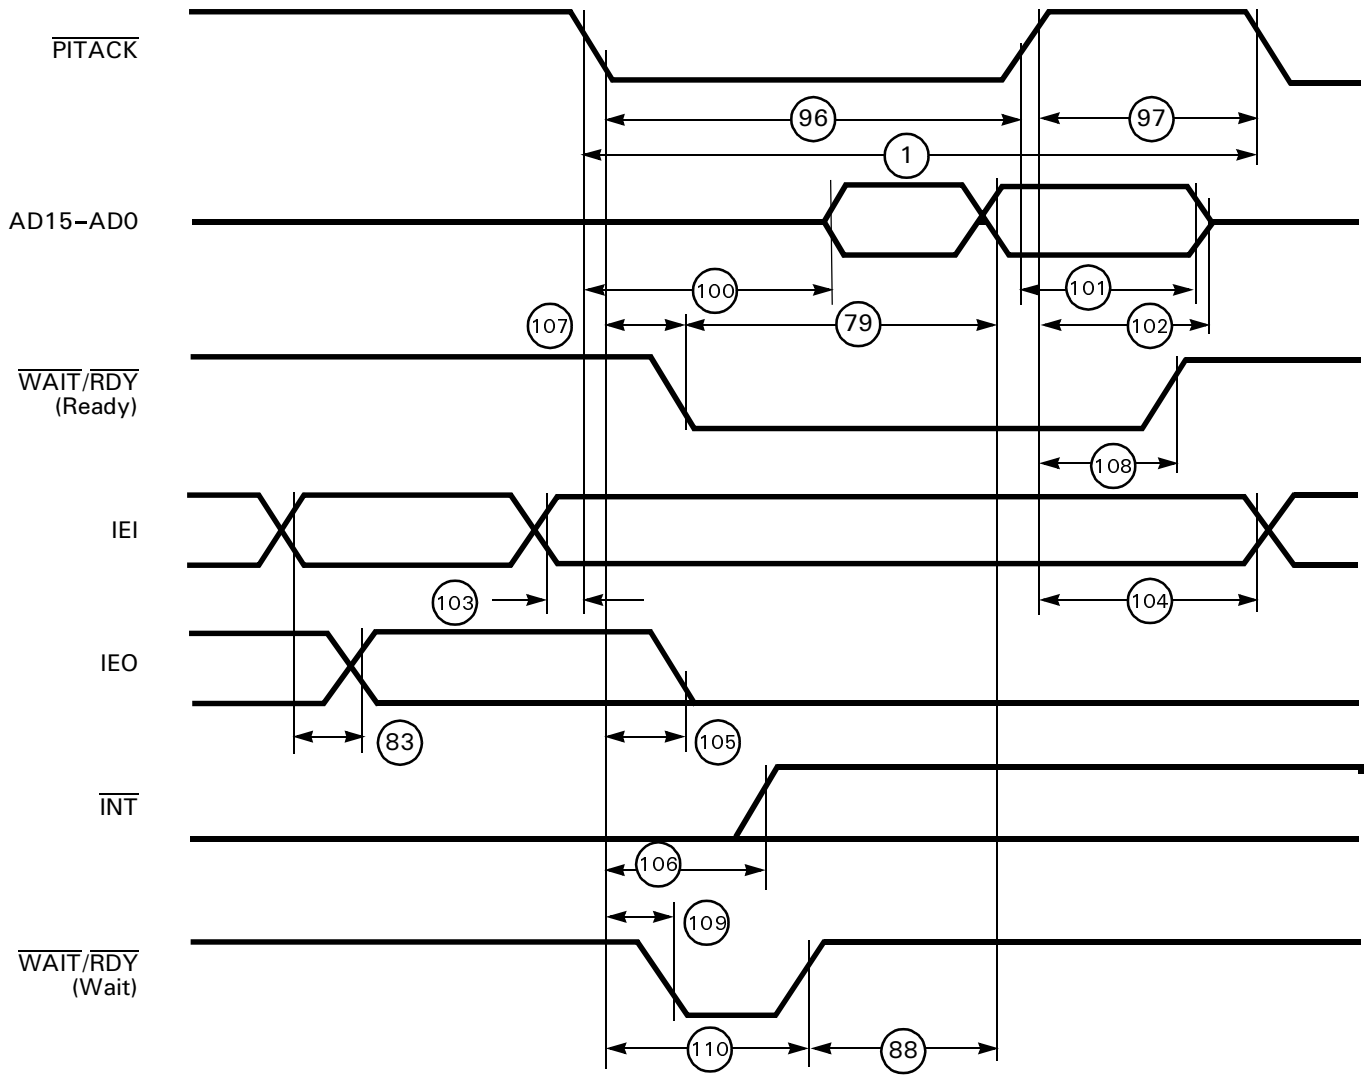 PITACK
96
97
1
AD15–AD0
100
101
107
79
102
WAIT/RDY
(Ready)
108
IEI
103
104
IEO
83
105
INT
106
109
WAIT/RDY
(Wait)
110
88